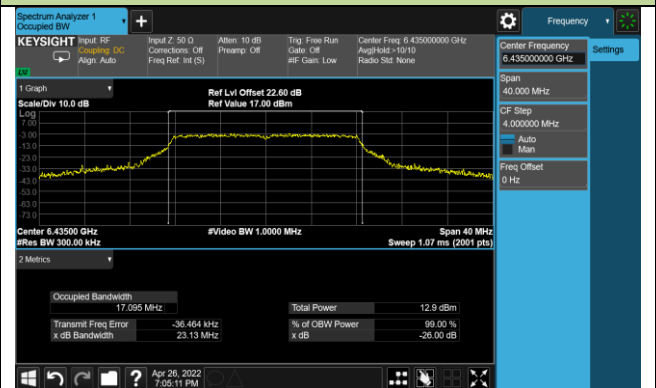 Spectrum Analyzer 1
Occupied BW
Frequency
KEYSIGHT
Input: RF
Coupling: DC
Align: Auto
Input Z: 50 Ω
Corrections: Off
Freq Ref: Int (S)
Atten: 10 dB
Preamp: Off
Trig: Free Run
Gate: Off
#IF Gain: Low
Center Freq: 6.435000000 GHz
Avg|Hold:>10/10
Radio Std: None
Center Frequency
6.435000000 GHz
Settings
Span
40.000 MHz
CF Step
4.000000 MHz
Auto
Man
Freq Offset
0 Hz
1 Graph
Ref Lvl Offset 22.60 dB
Scale/Div 10.0 dB
Ref Value 17.00 dBm
Log
7.00
-3.00
-13.0
-23.0
-33.0
-43.0
-53.0
-63.0
-73.0
Center 6.43500 GHz
#Video BW 1.0000 MHz
Span 40 MHz
#Res BW 300.00 kHz
Sweep 1.07 ms (2001 pts)
2 Metrics
Occupied Bandwidth
17.095 MHz
Total Power
12.9 dBm
Transmit Freq Error
-36.464 kHz
% of OBW Power
99.00 %
x dB Bandwidth
23.13 MHz
x dB
-26.00 dB
?
Apr 26, 2022
7:05:11 PM